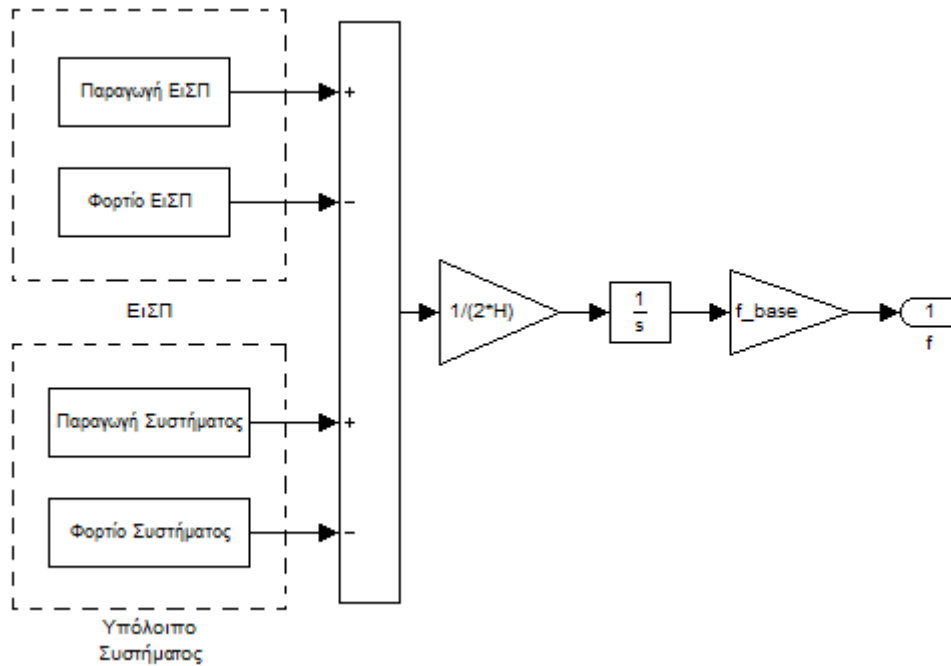 Παραγωγή ΕιΣΠ
+
Φορτίο ΕιΣΠ
−
ΕιΣΠ
1/(2*H)
1
s
f_base
1
f
Παραγωγή Συστήματος
+
Φορτίο Συστήματος
−
Υπόλοιπο
Συστήματος